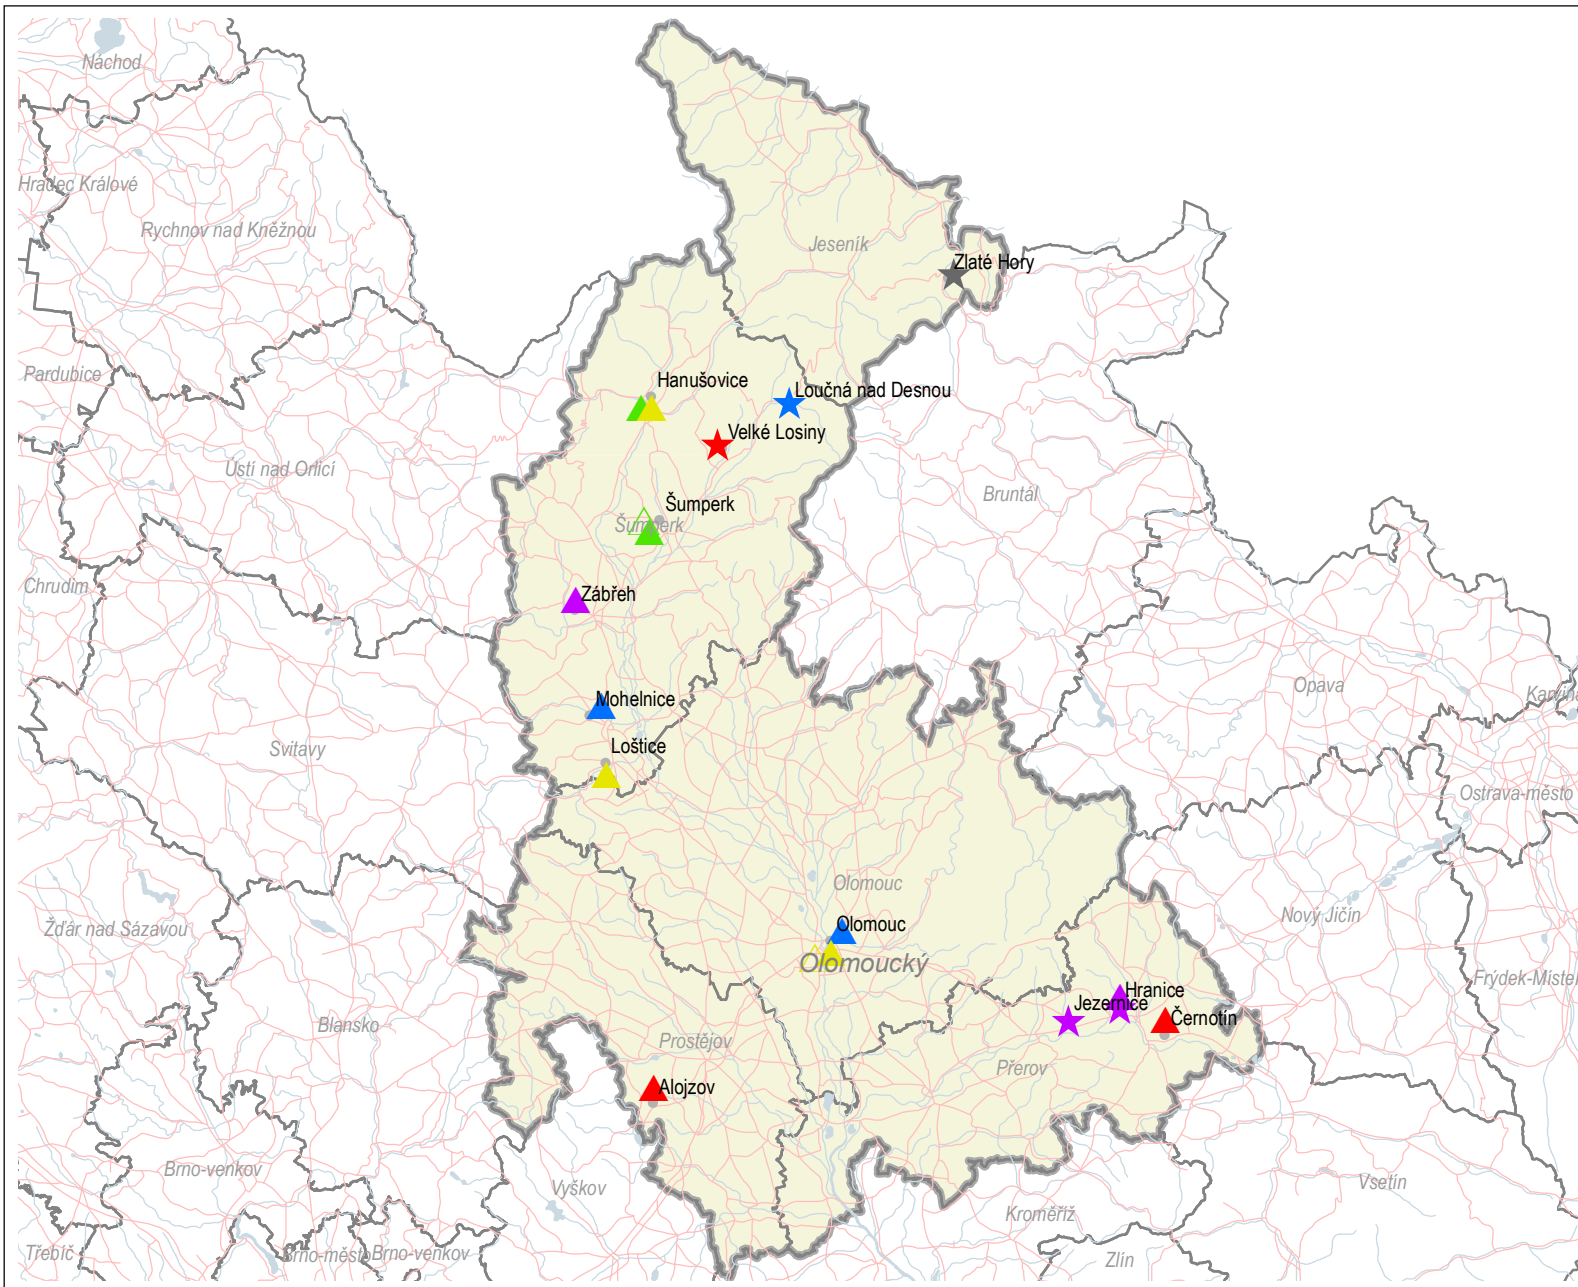 Náchod
Hradec Králové
Rychnov nad Kněžnou
Jeseník
Zlaté Hory
Pardubice
Hanušovice
Loučná nad Desnou
Velké Losiny
Ústí nad Orlicí
Bruntál
Šumperk
Šumperk
Chrudim
Zábřeh
Mohelnice
Opava
Karviná
Svitavy
Loštice
Ostrava-město
Olomouc
Žďár nad Sázavou
Olomouc
Nový Jičín
Olomoucký
Frýdek-Místek
Hranice
Jezernice
Černotín
Blansko
Prostějov
Přerov
Alojzov
Brno-venkov
Vyškov
Vsetín
Kroměříž
Třebíč
Brno-město
Brno-venkov
Zlín